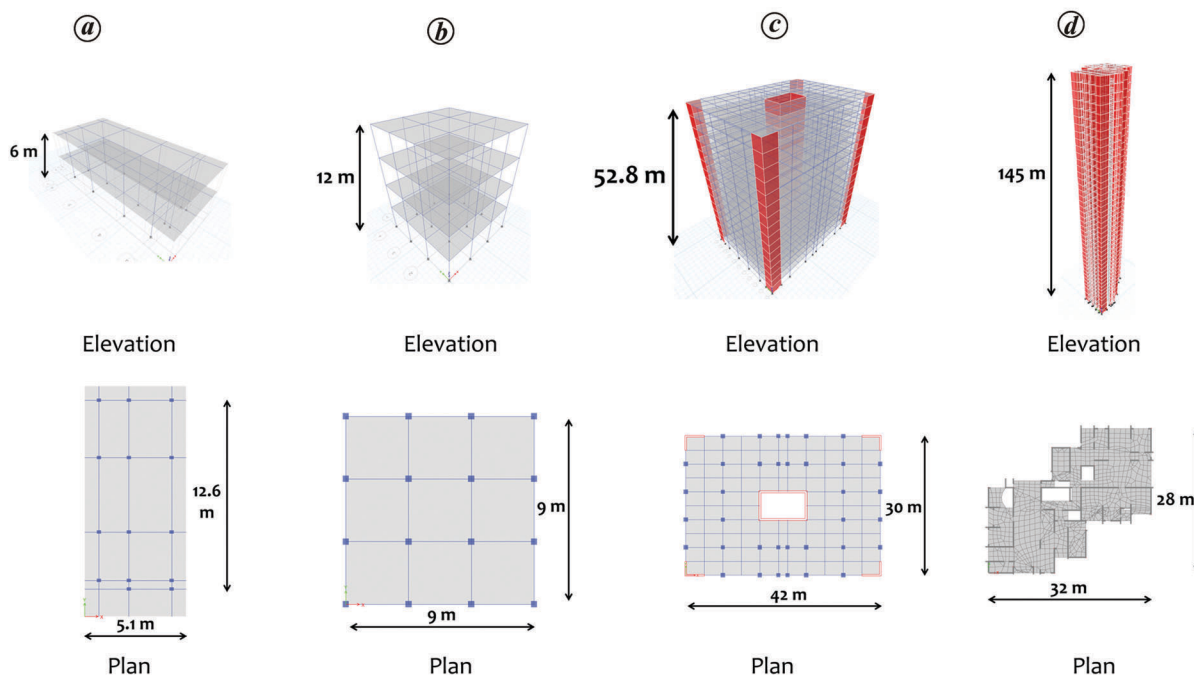 a
b
c
d
6 m
12 m
52.8 m
145 m
Elevation
Elevation
Elevation
Elevation
12.6
m
5.1 m
9 m
9 m
30 m
42 m
28 m
32 m
Plan
Plan
Plan
Plan